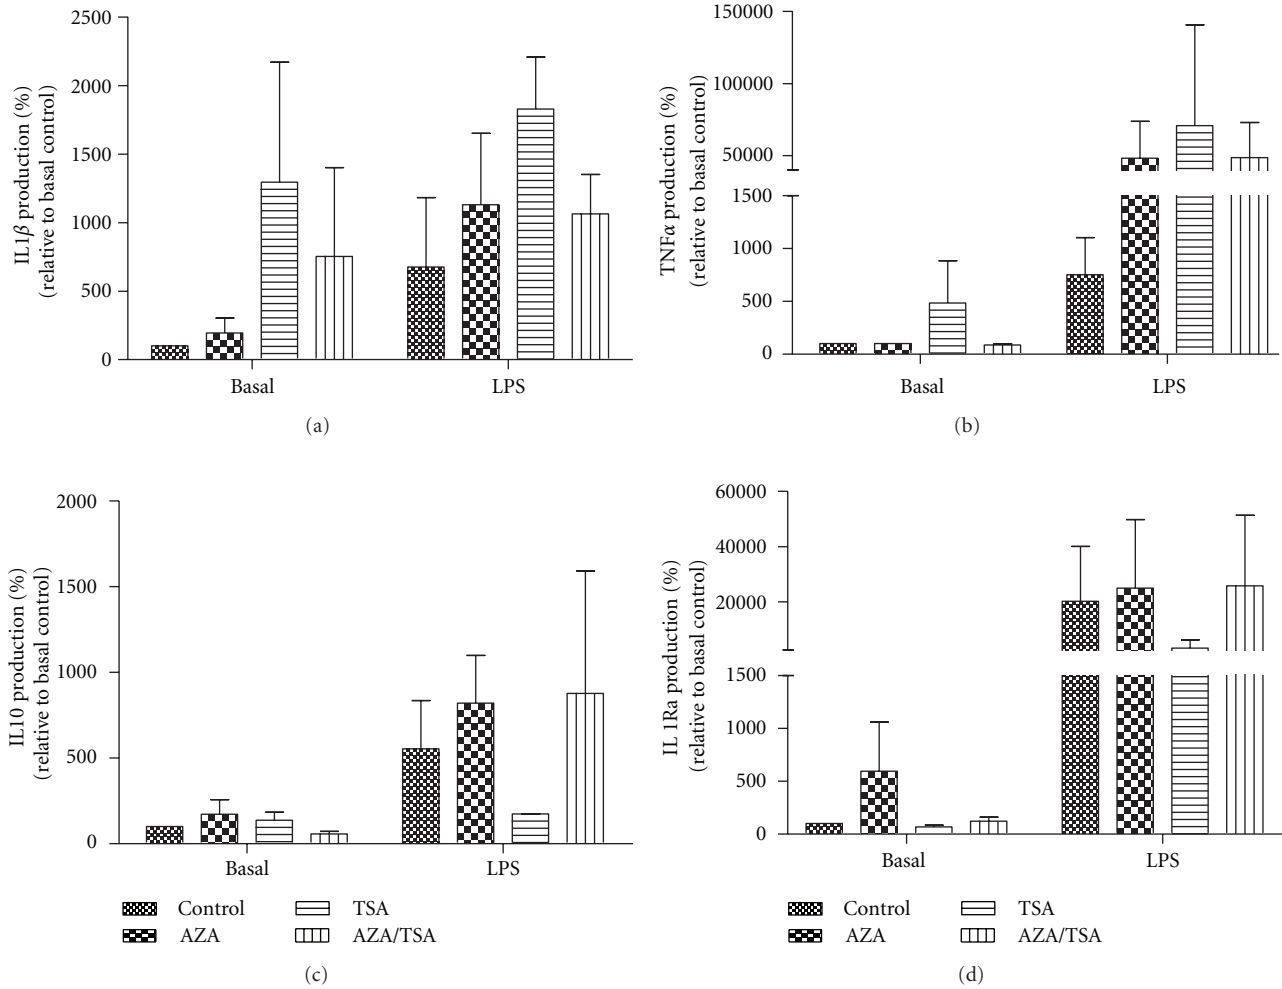 IL1β production (%)
(relative to basal control)
2500
2000
1500
1000
500
0
Basal
LPS
(a)
TNFα production (%)
(relative to basal control)
150000
100000
50000
1500
1000
500
0
Basal
LPS
(b)
IL10 production (%)
(relative to basal control)
2000
1500
1000
500
0
Basal
LPS
Control
TSA
AZA
AZA/TSA
(c)
IL 1Ra production (%)
(relative to basal control)
60000
40000
20000
1500
1000
500
0
Basal
LPS
Control
TSA
AZA
AZA/TSA
(d)